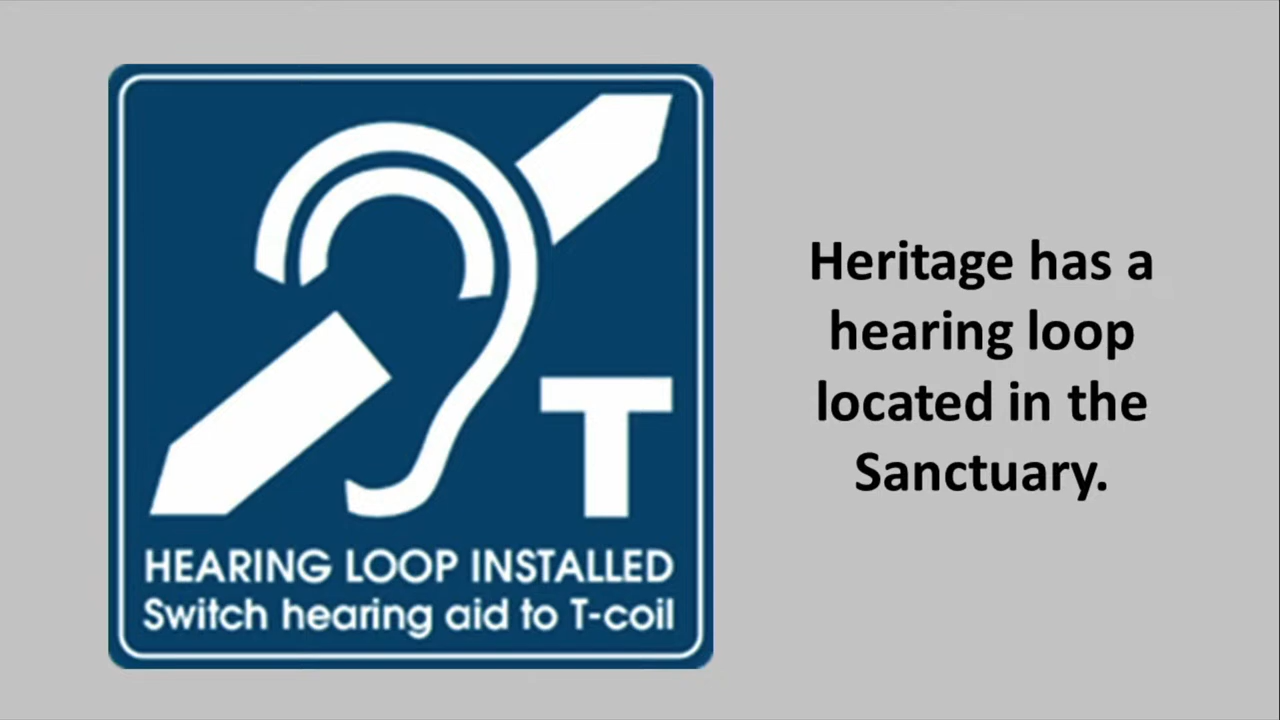 T
HEARING LOOP INSTALLED
Switch hearing aid to T-coil
Heritage has a
hearing loop
located in the
Sanctuary.